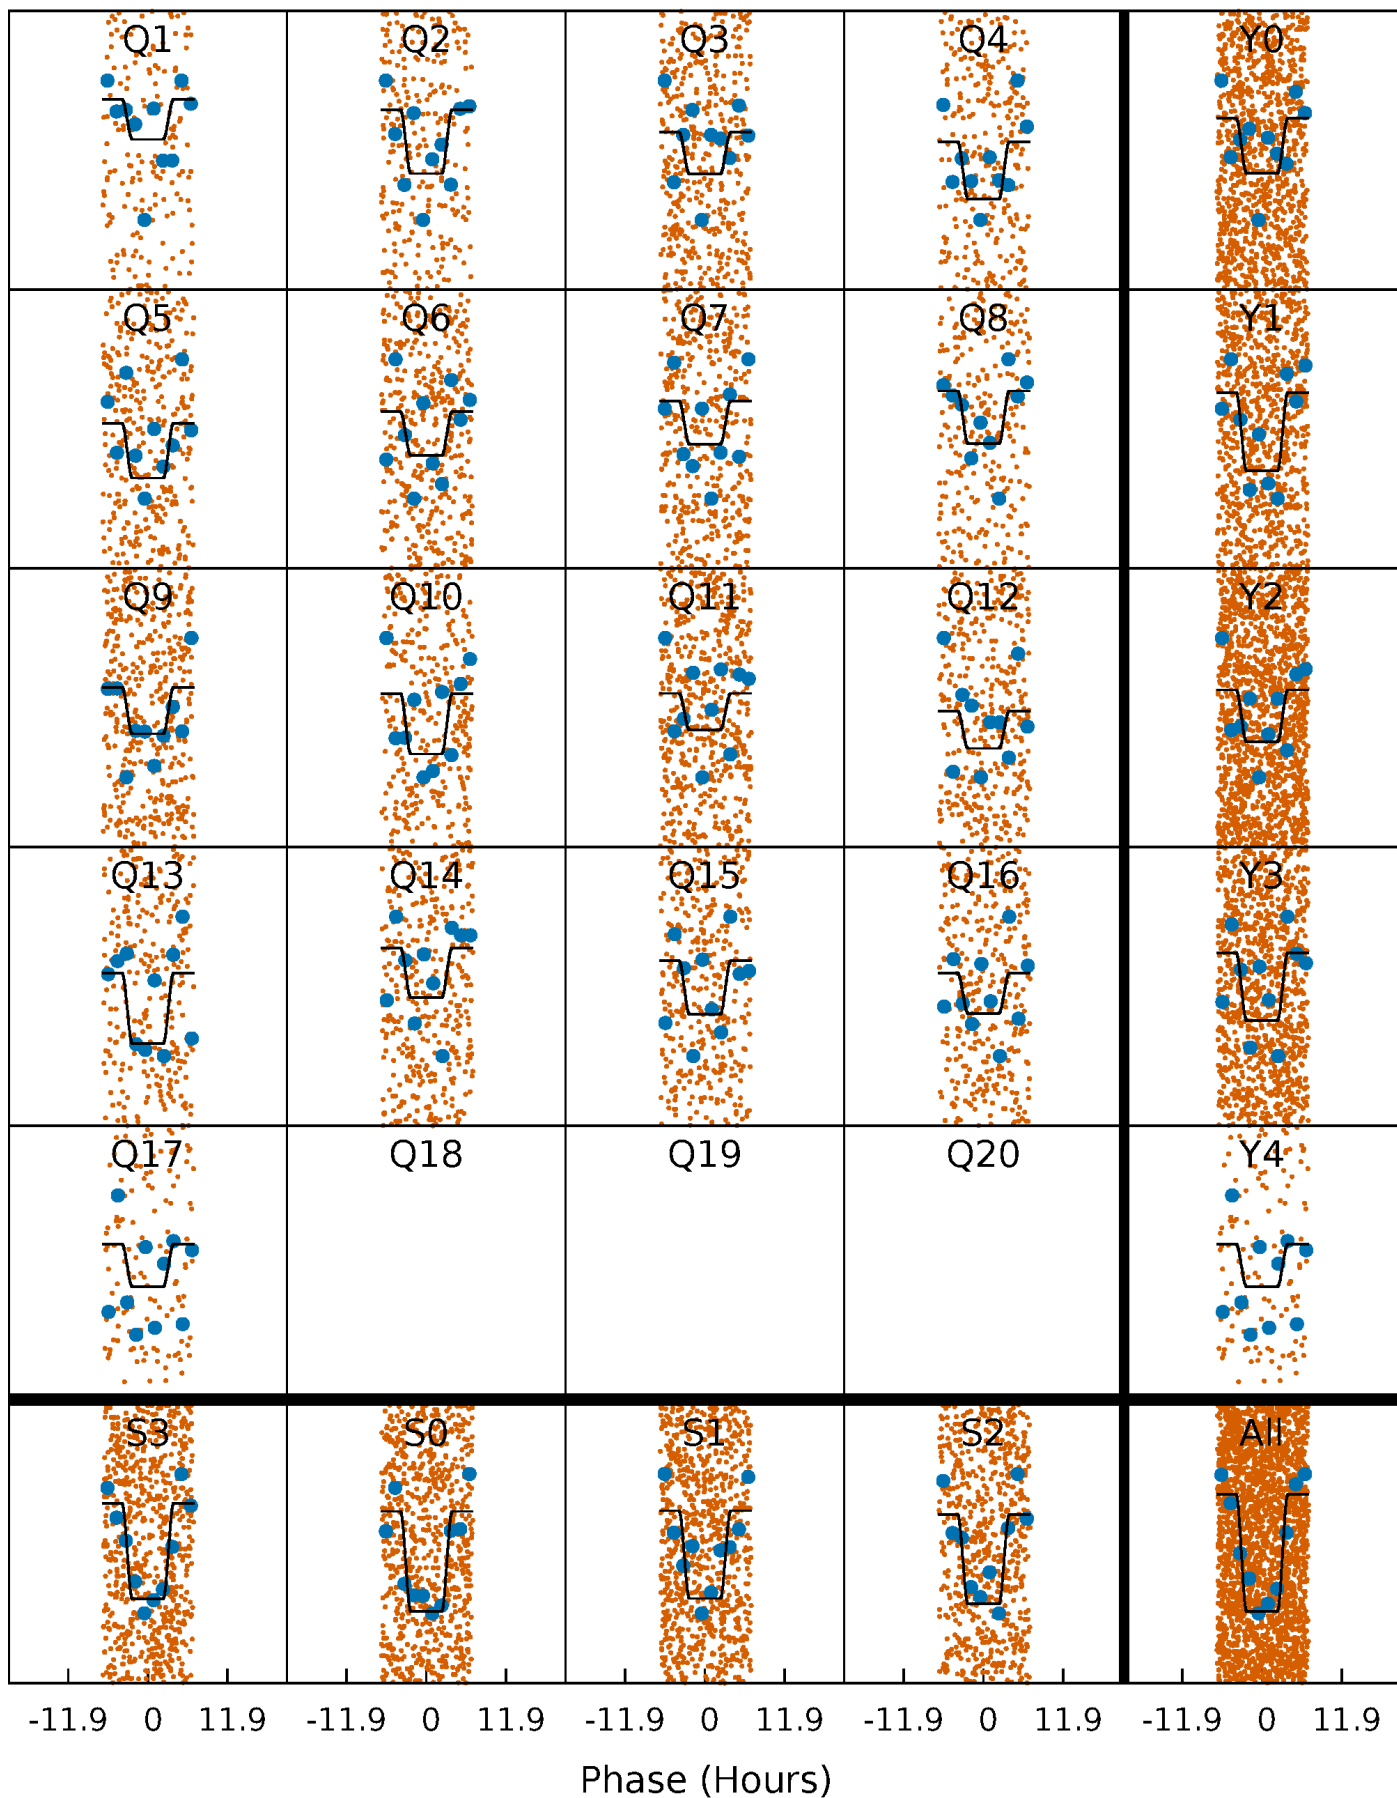 Q1 Q2 Q3 Q4 Y0
Q5 Q6 Q7 Q8 Y1
Q9 Q10 Q11 Q12 Y2
Q13 Q14 Q15 Q16 Y3
Q17 Q18 Q19 Q20 Y4
S3 S0 S1 S2 All
-11.9 0 11.9 -11.9 0 11.9 -11.9 0 11.9 -11.9 0 11.9 -11.9 0 11.9
Phase (Hours)